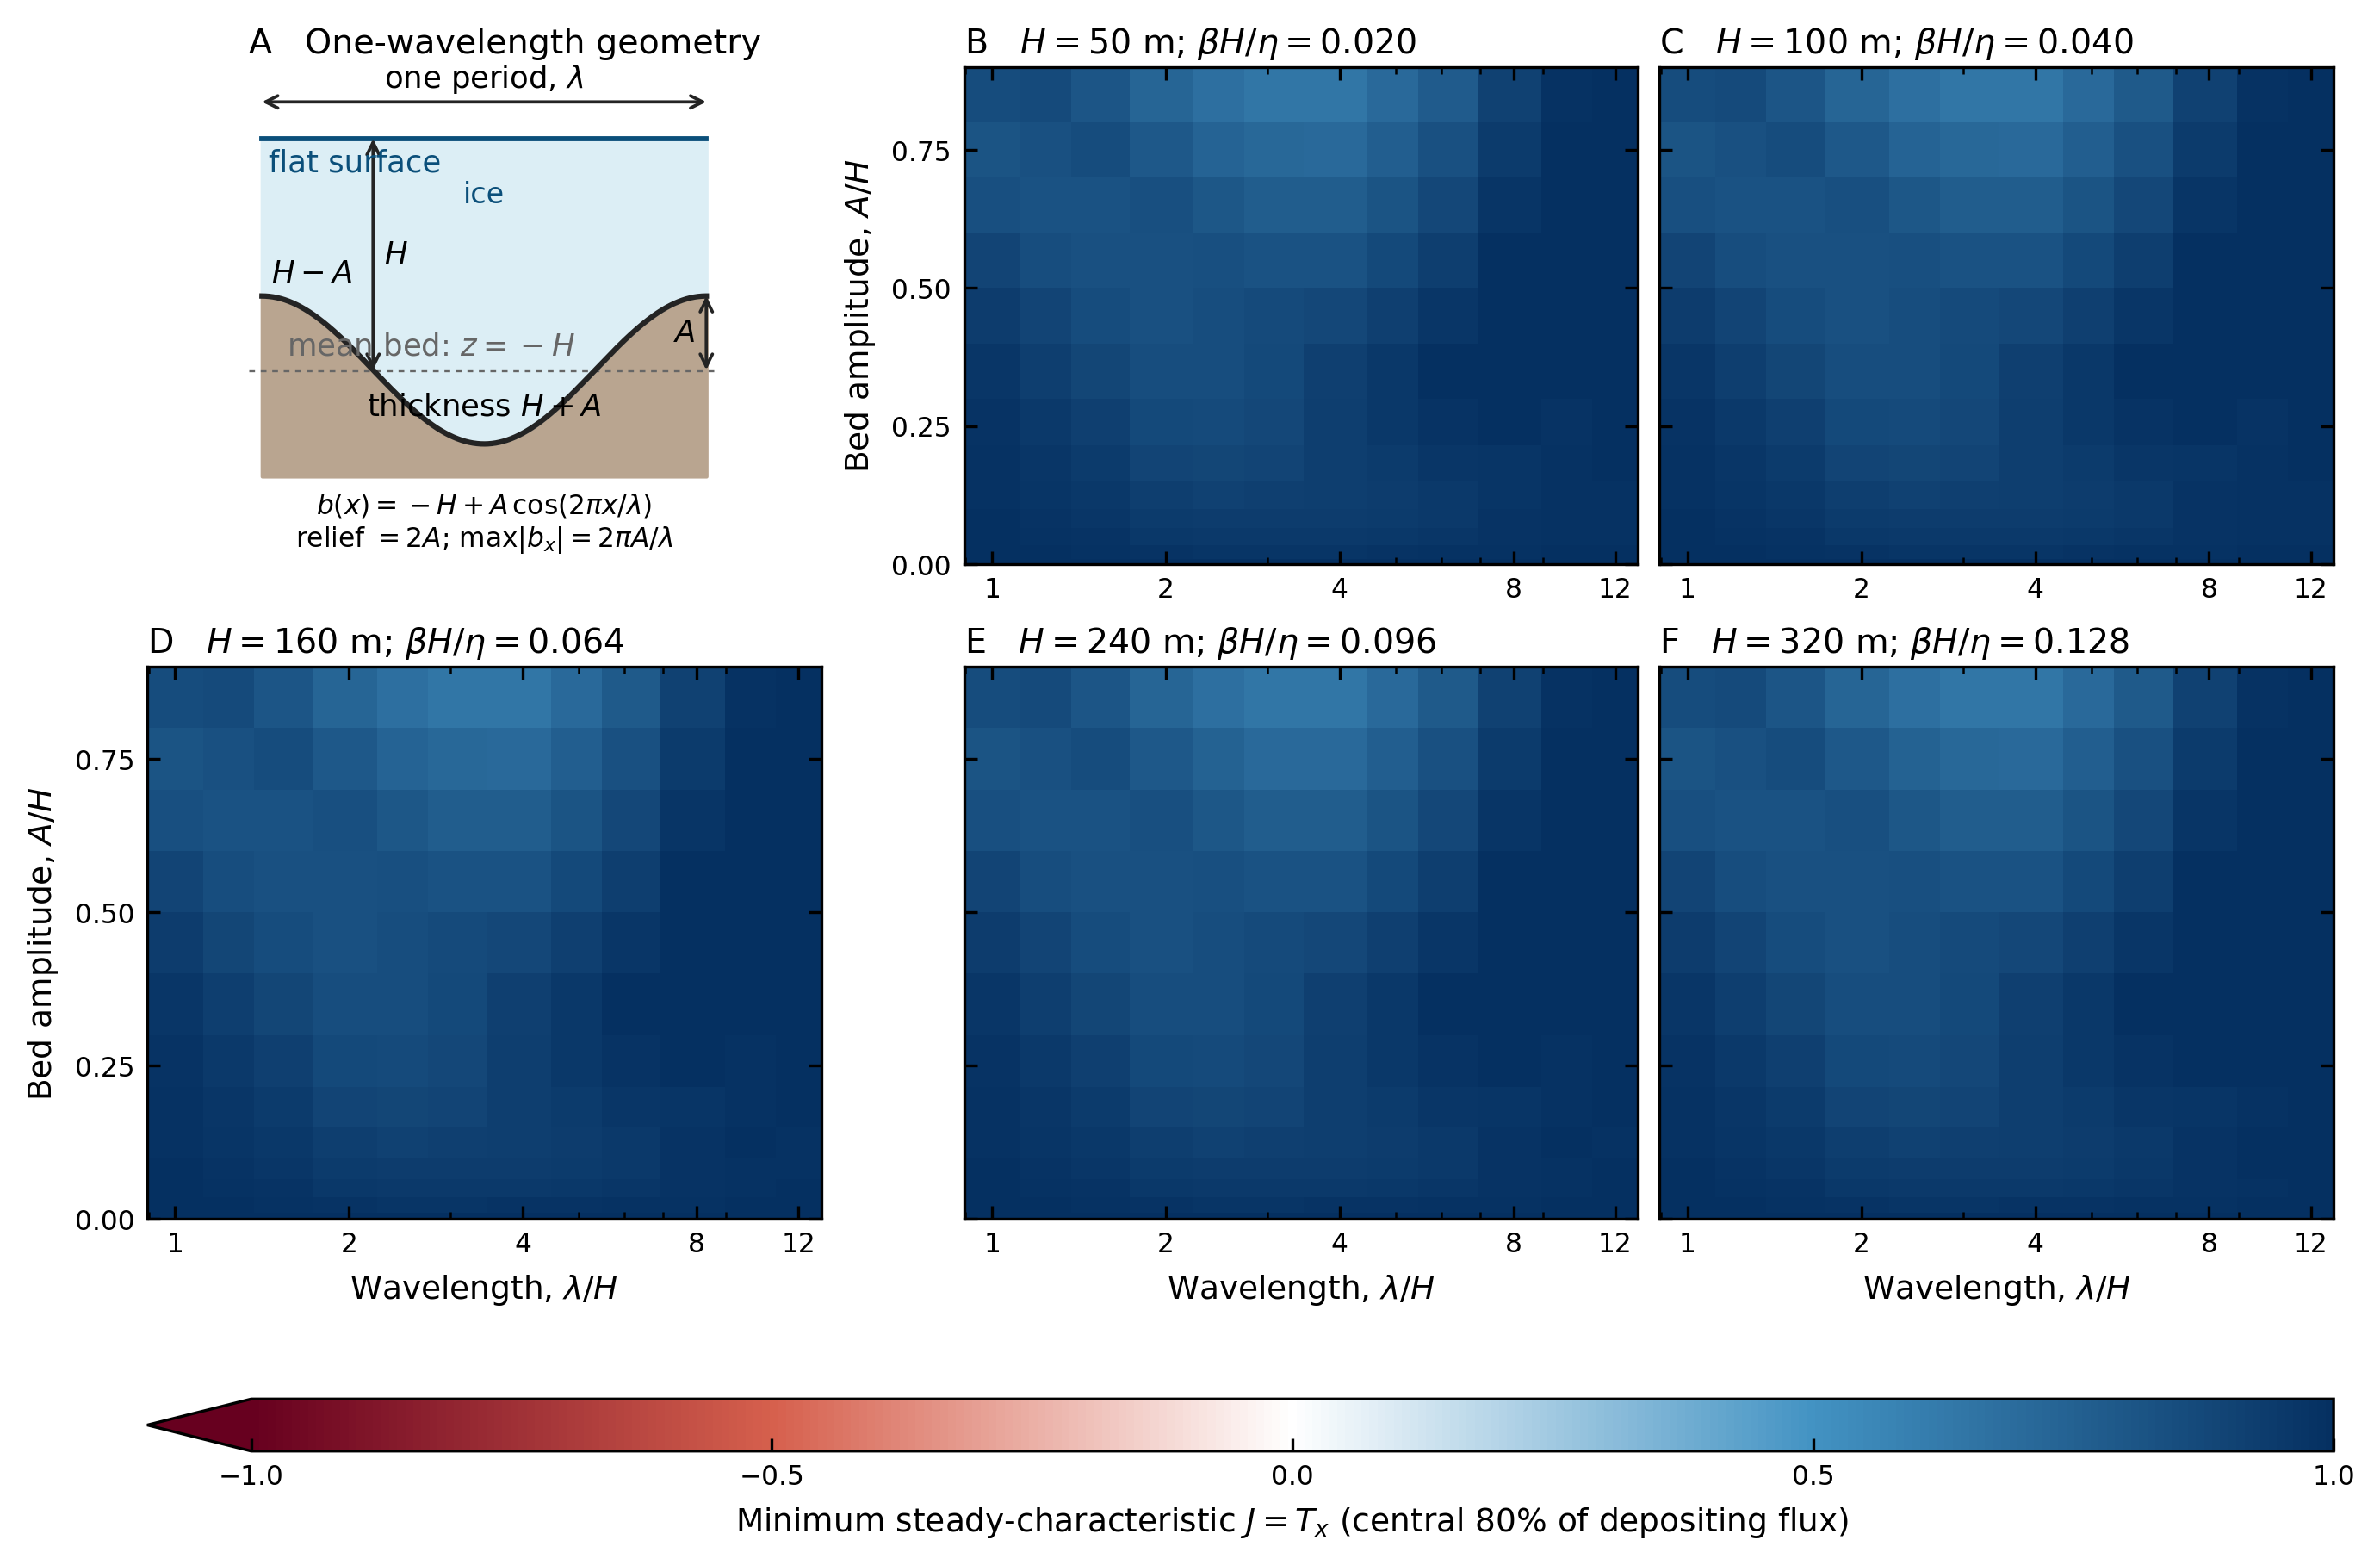 A One-wavelength geometry
one period, λ
flat surface
ice
H
H − A
A
mean bed: z = −H
thickness H + A
b(x) = −H + A cos(2πx/λ)
relief = 2A; max|bₓ| = 2πA/λ
B H = 50 m; βH/η = 0.020
Bed amplitude, A/H
0.75
0.50
0.25
0.00
1 2 4 8 12
C H = 100 m; βH/η = 0.040
1 2 4 8 12
D H = 160 m; βH/η = 0.064
Bed amplitude, A/H
0.75
0.50
0.25
0.00
1 2 4 8 12
Wavelength, λ/H
E H = 240 m; βH/η = 0.096
1 2 4 8 12
Wavelength, λ/H
F H = 320 m; βH/η = 0.128
1 2 4 8 12
Wavelength, λ/H
−1.0 −0.5 0.0 0.5 1.0
Minimum steady-characteristic J = Tₓ (central 80% of depositing flux)